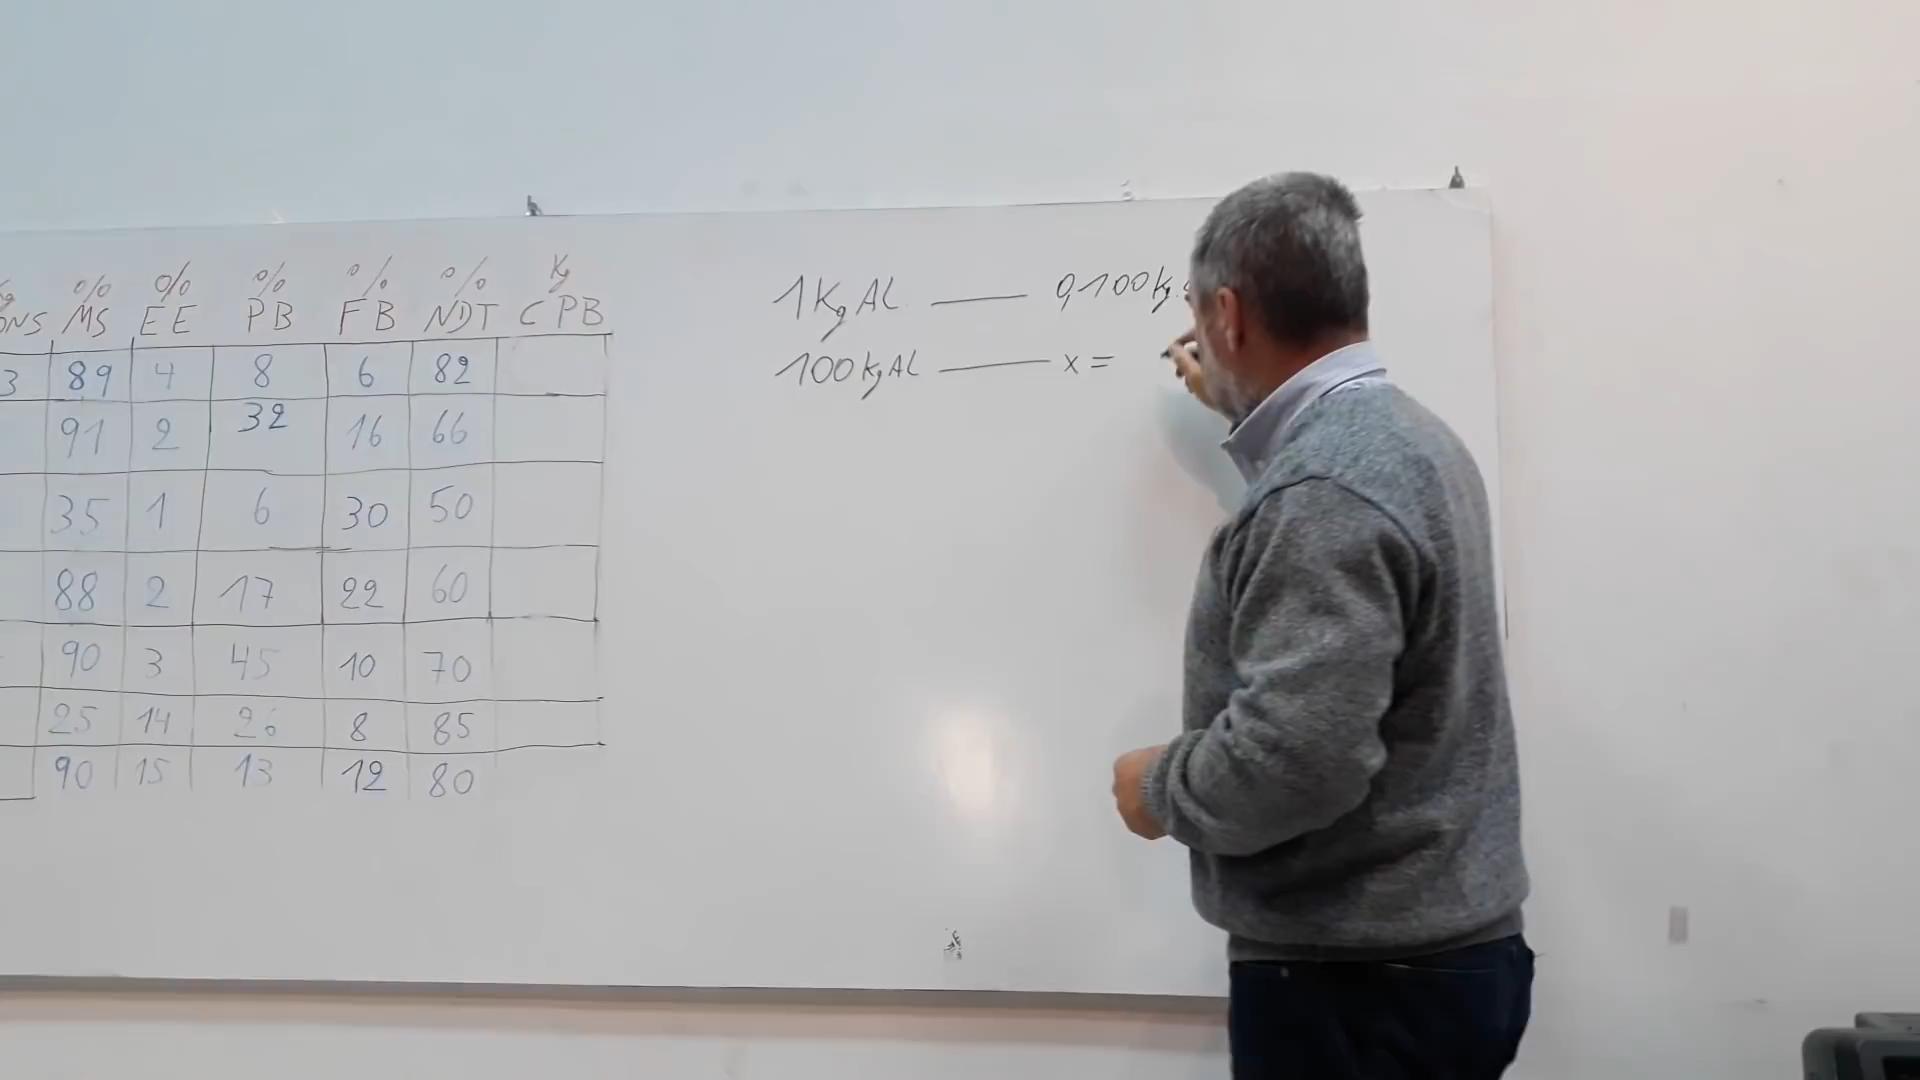 % % % % % Kg
MS EE PB FB NDT CPB
3 89 4 8 6 82
91 2 32 16 66
35 1 6 30 50
88 2 17 22 60
90 3 45 10 70
25 14 26 8 85
90 15 13 12 80
1 Kg AL —— 0,100 kg.
100 kg AL —— x =